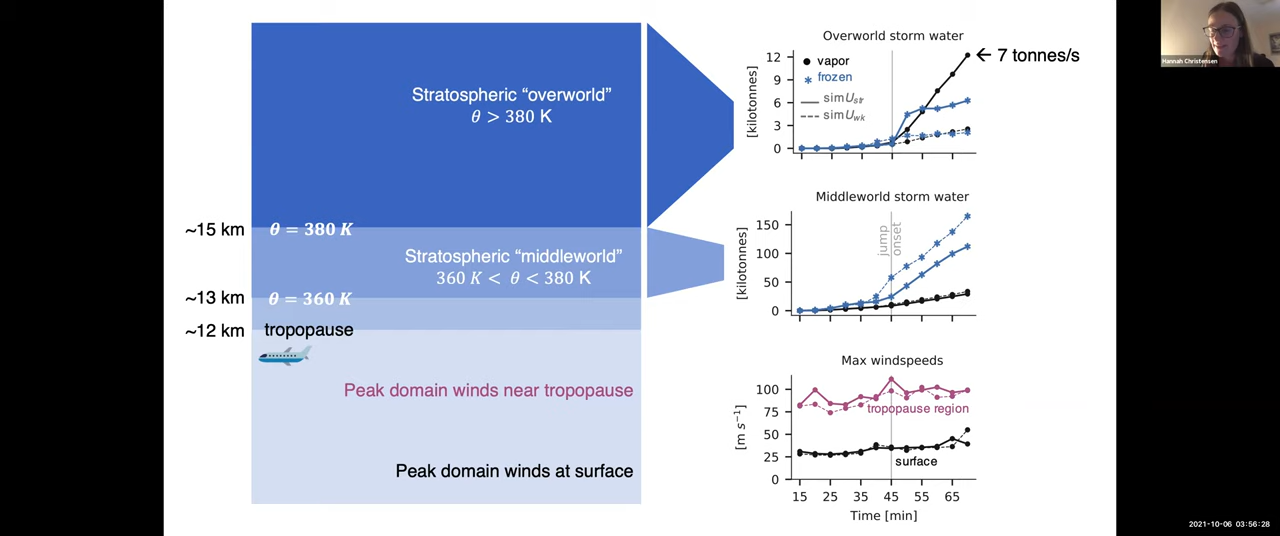 Stratospheric “overworld”
θ > 380 K
~15 km
θ = 380 K
Stratospheric “middleworld”
360 K < θ < 380 K
~13 km
θ = 360 K
~12 km
tropopause
Peak domain winds near tropopause
Peak domain winds at surface
Overworld storm water
[kilotonnes]
12
9
6
3
0
vapor
frozen
simUstr
simUwk
← 7 tonnes/s
Middleworld storm water
[kilotonnes]
150
100
50
0
jump
onset
Max windspeeds
[m s⁻¹]
100
75
50
25
0
tropopause region
surface
15 25 35 45 55 65
Time [min]
Hannah Christensen
2021-10-06 03:56:28